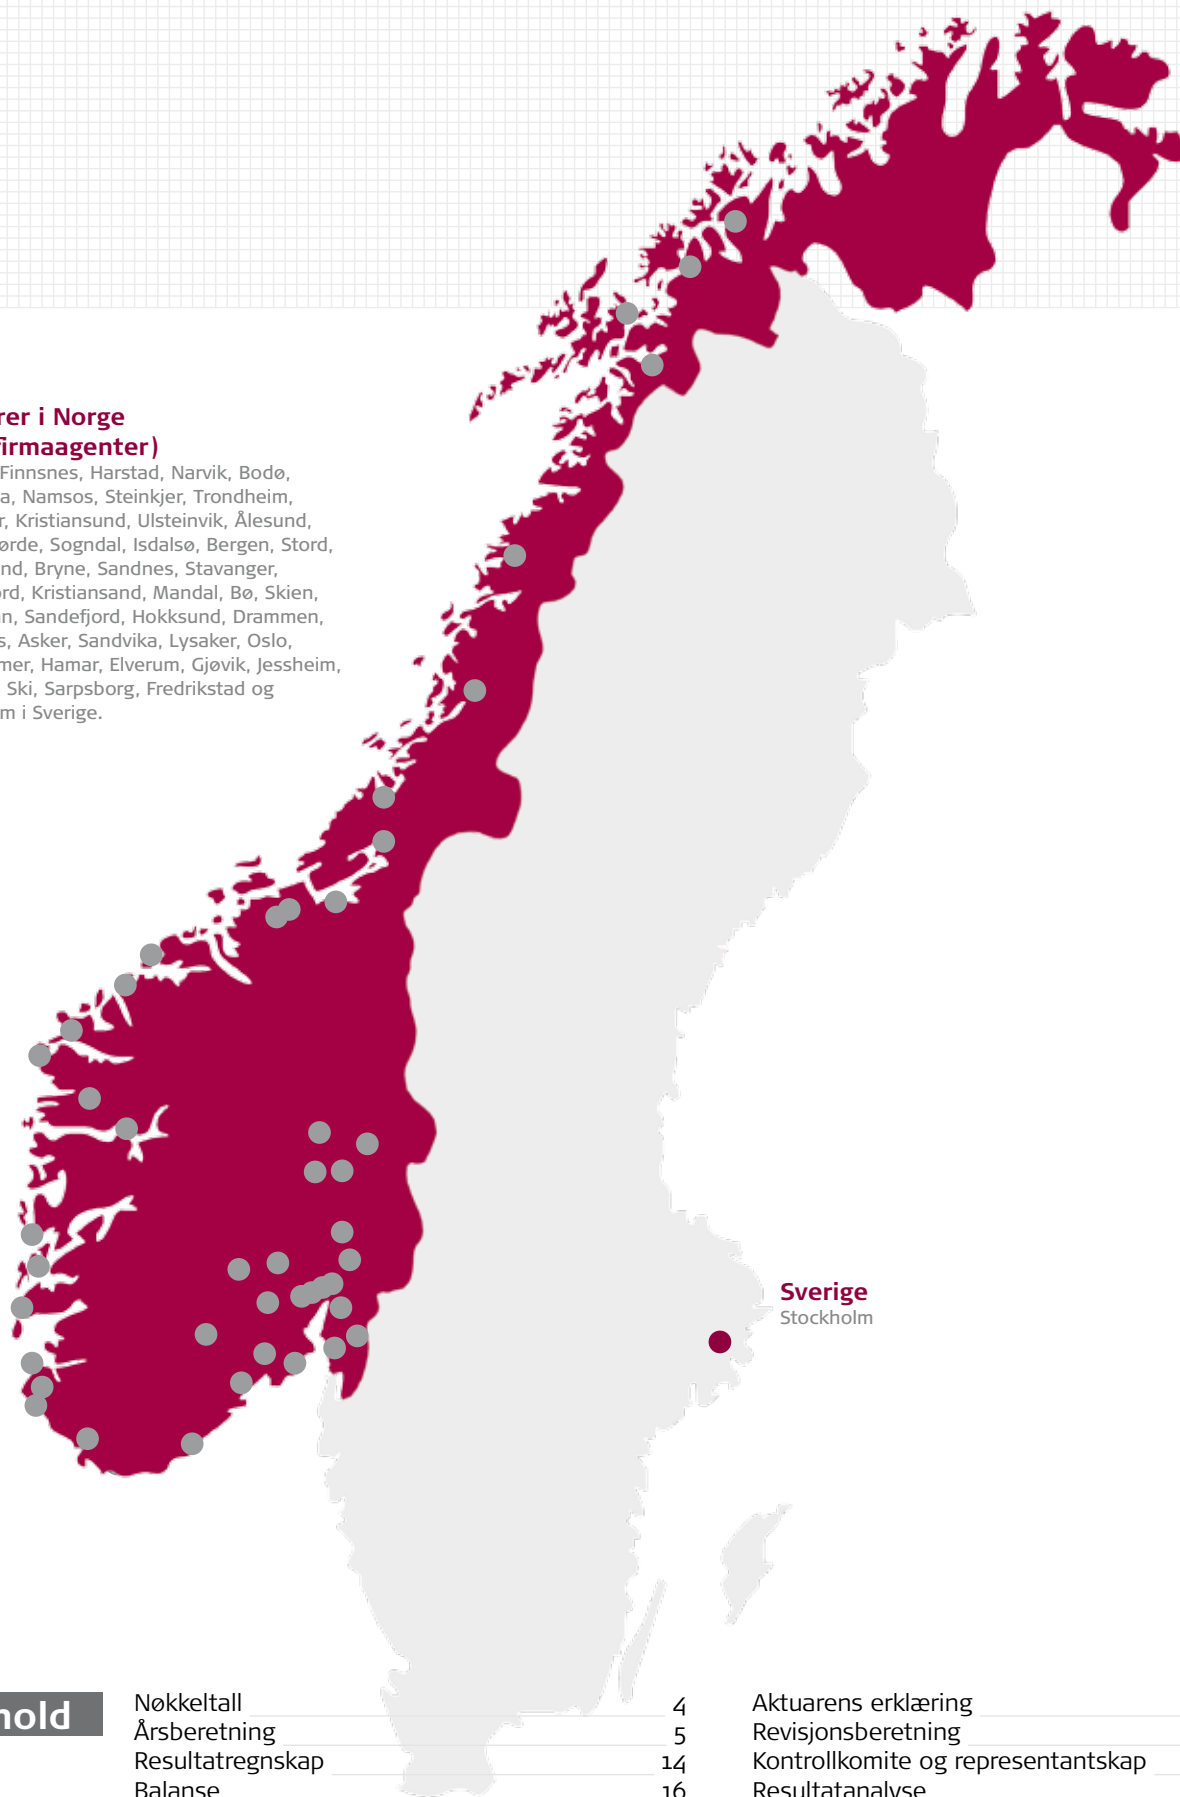 rer i Norge
firmaagenter)
Finnsnes, Harstad, Narvik, Bodø,
a, Namsos, Steinkjer, Trondheim,
r, Kristiansund, Ulsteinvik, Ålesund,
ørde, Sogndal, Isdalsø, Bergen, Stord,
nd, Bryne, Sandnes, Stavanger,
ord, Kristiansand, Mandal, Bø, Skien,
n, Sandefjord, Hokksund, Drammen,
s, Asker, Sandvika, Lysaker, Oslo,
mer, Hamar, Elverum, Gjøvik, Jessheim,
Ski, Sarpsborg, Fredrikstad og
m i Sverige.
Sverige
Stockholm
hold
Nøkkeltall 4
Årsberetning 5
Resultatregnskap 14
Balanse 16
Aktuarens erklæring
Revisjonsberetning
Kontrollkomite og representantskap
Resultatanalyse